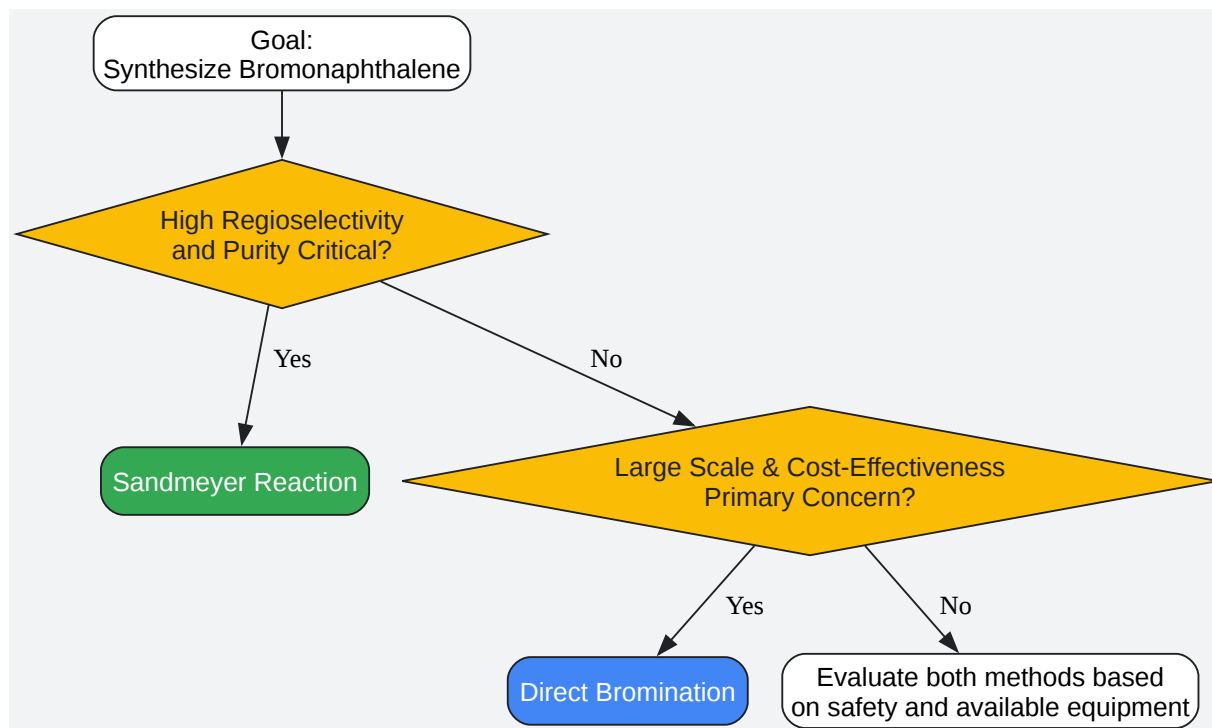 Goal:
Synthesize Bromonaphthalene
High Regioselectivity
and Purity Critical?
Yes
No
Sandmeyer Reaction
Large Scale & Cost-Effectiveness
Primary Concern?
Yes
No
Direct Bromination
Evaluate both methods based
on safety and available equipment